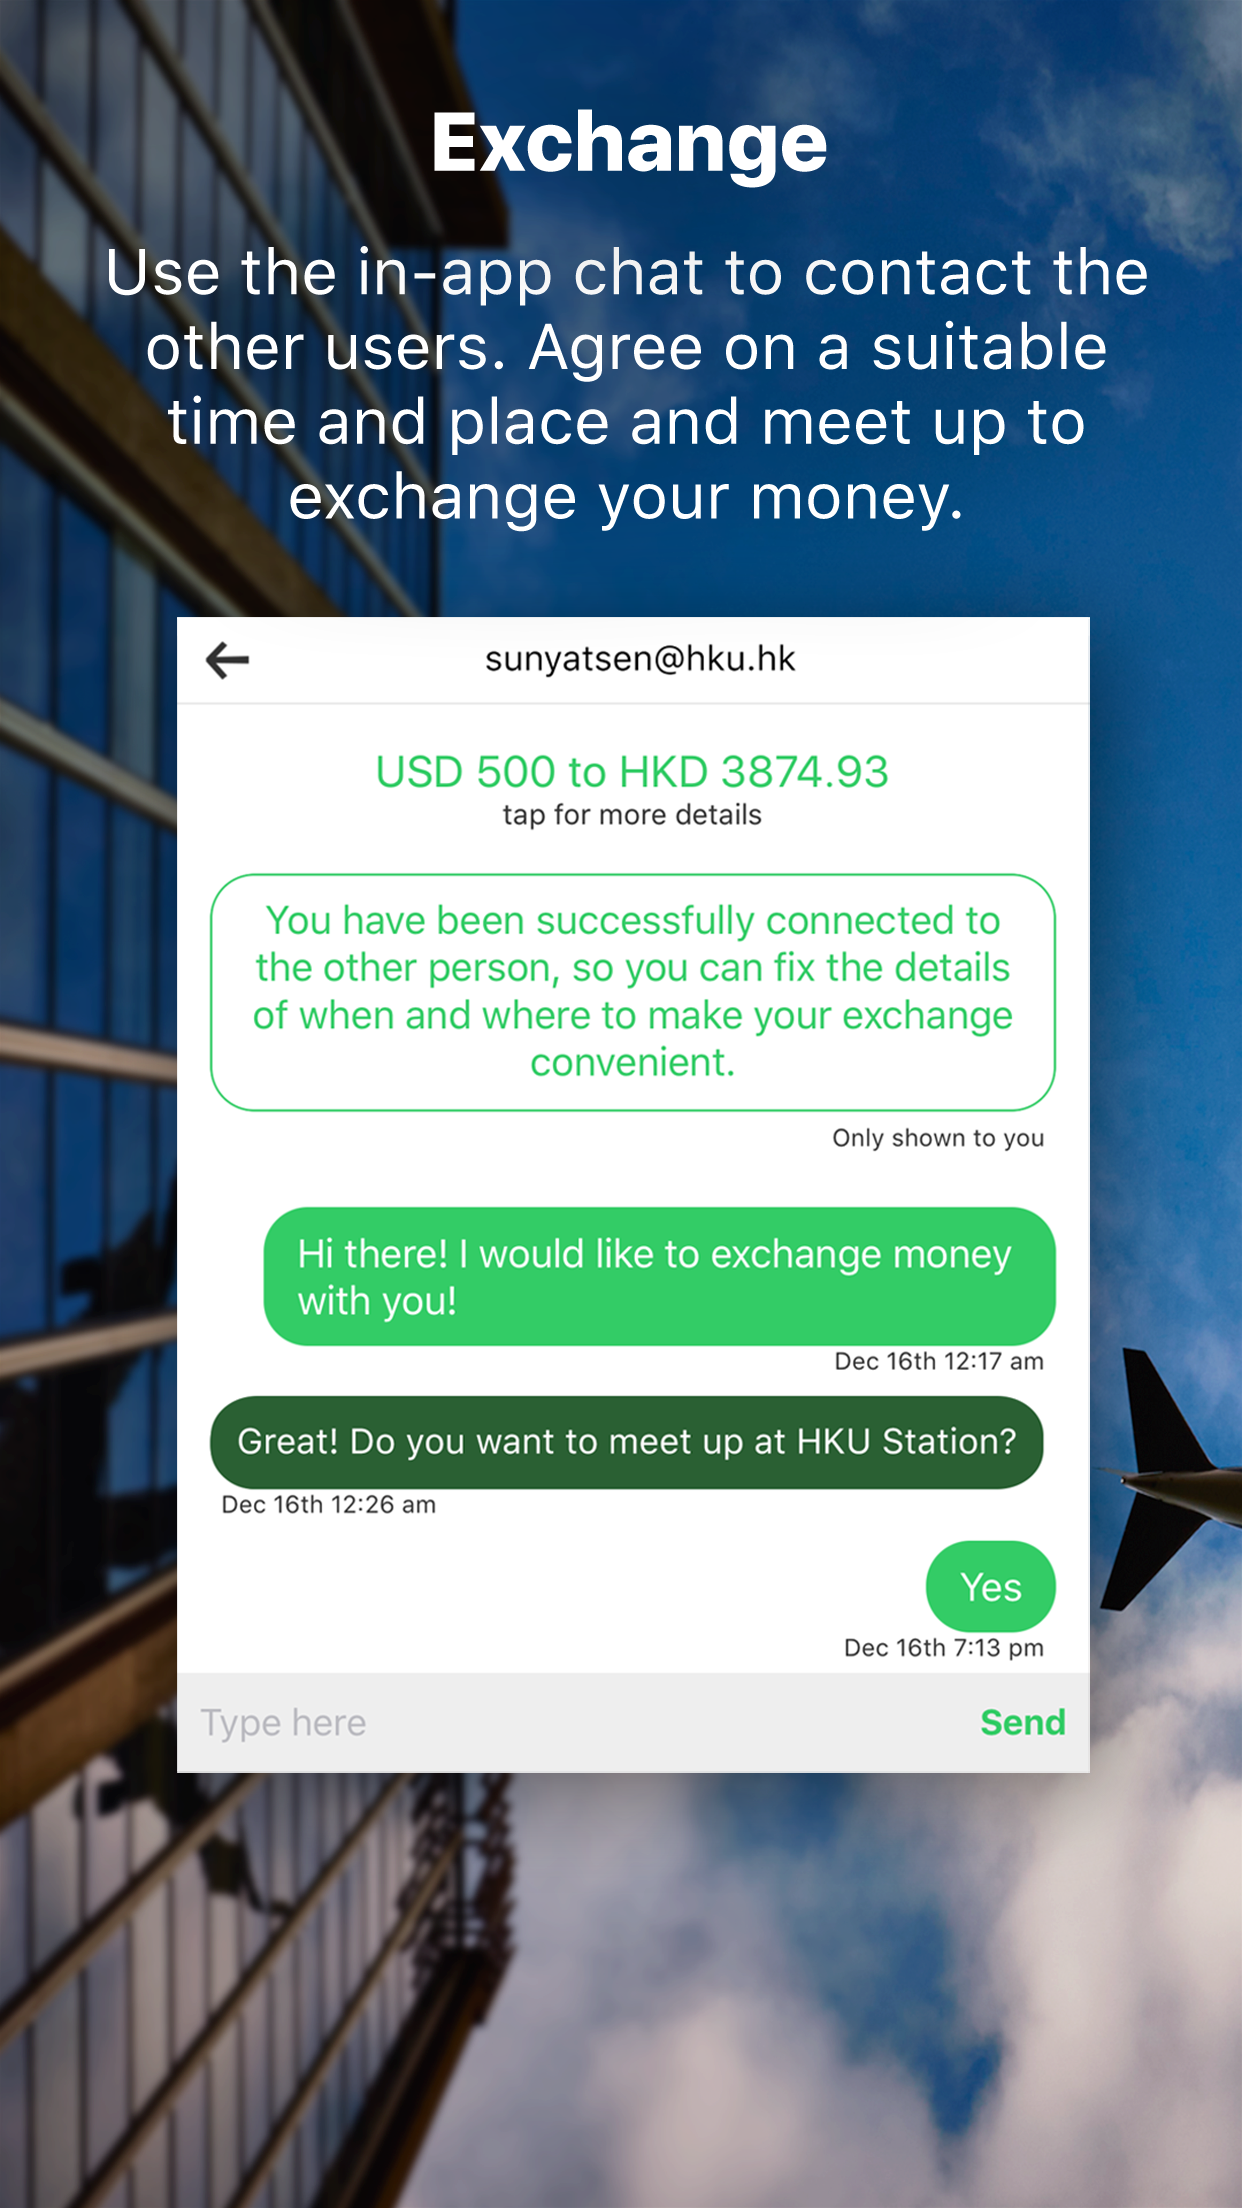 Exchange
Use the in-app chat to contact the
other users. Agree on a suitable
time and place and meet up to
exchange your money.
sunyatsen@hku.hk
USD 500 to HKD 3874.93
tap for more details
You have been successfully connected to
the other person, so you can fix the details
of when and where to make your exchange
convenient.
Only shown to you
Hi there! I would like to exchange money
with you!
Dec 16th 12:17 am
Great! Do you want to meet up at HKU Station?
Dec 16th 12:26 am
Yes
Dec 16th 7:13 pm
Type here
Send